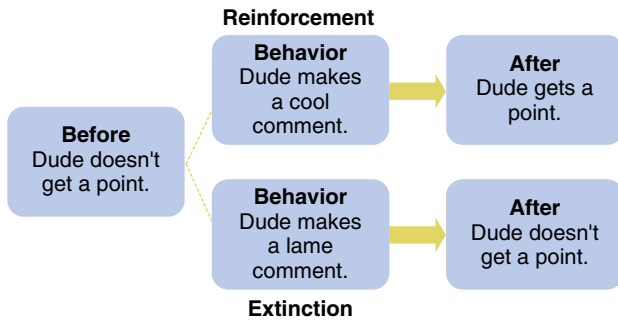 Reinforcement
Before
Dude doesn't
get a point.
Behavior
Dude makes
a cool
comment.
After
Dude gets a
point.
Behavior
Dude makes
a lame
comment.
After
Dude doesn't
get a point.
Extinction